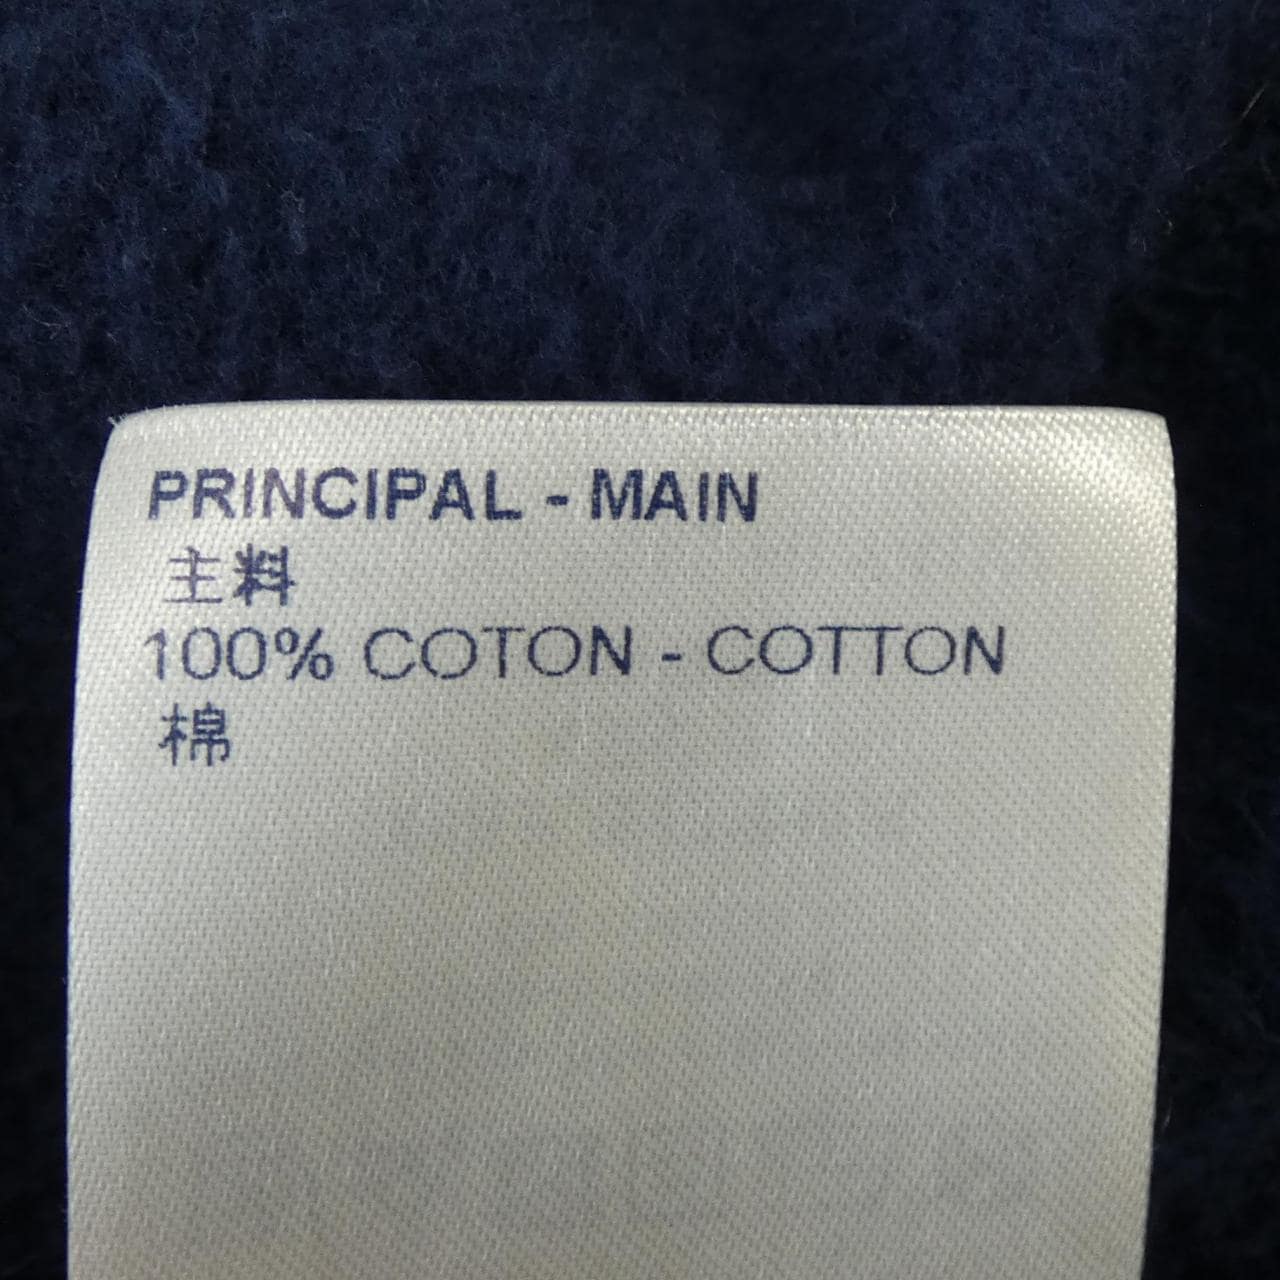 PRINCIPAL - MAIN
主料
100% COTON - COTTON
棉